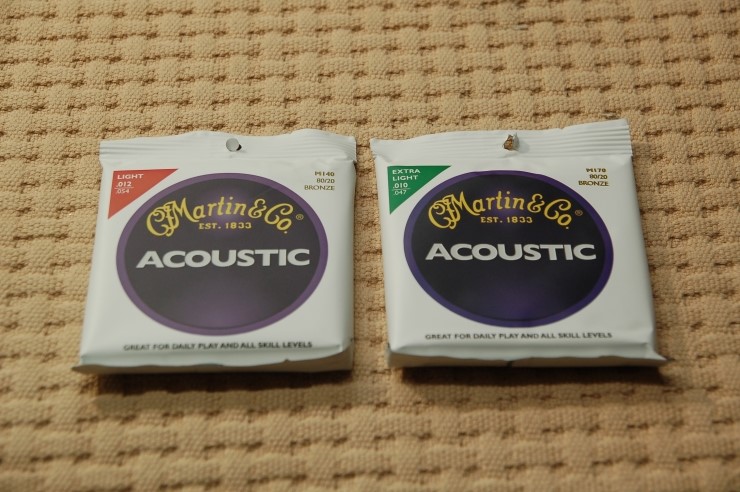 LIGHT
.012
.054
M140
80/20
BRONZE
CFMartin & Co.®
EST. 1833
ACOUSTIC
GREAT FOR DAILY PLAY AND ALL SKILL LEVELS
EXTRA
LIGHT
.010
.047
M170
80/20
BRONZE
CFMartin & Co.®
EST. 1833
ACOUSTIC
GREAT FOR DAILY PLAY AND ALL SKILL LEVELS